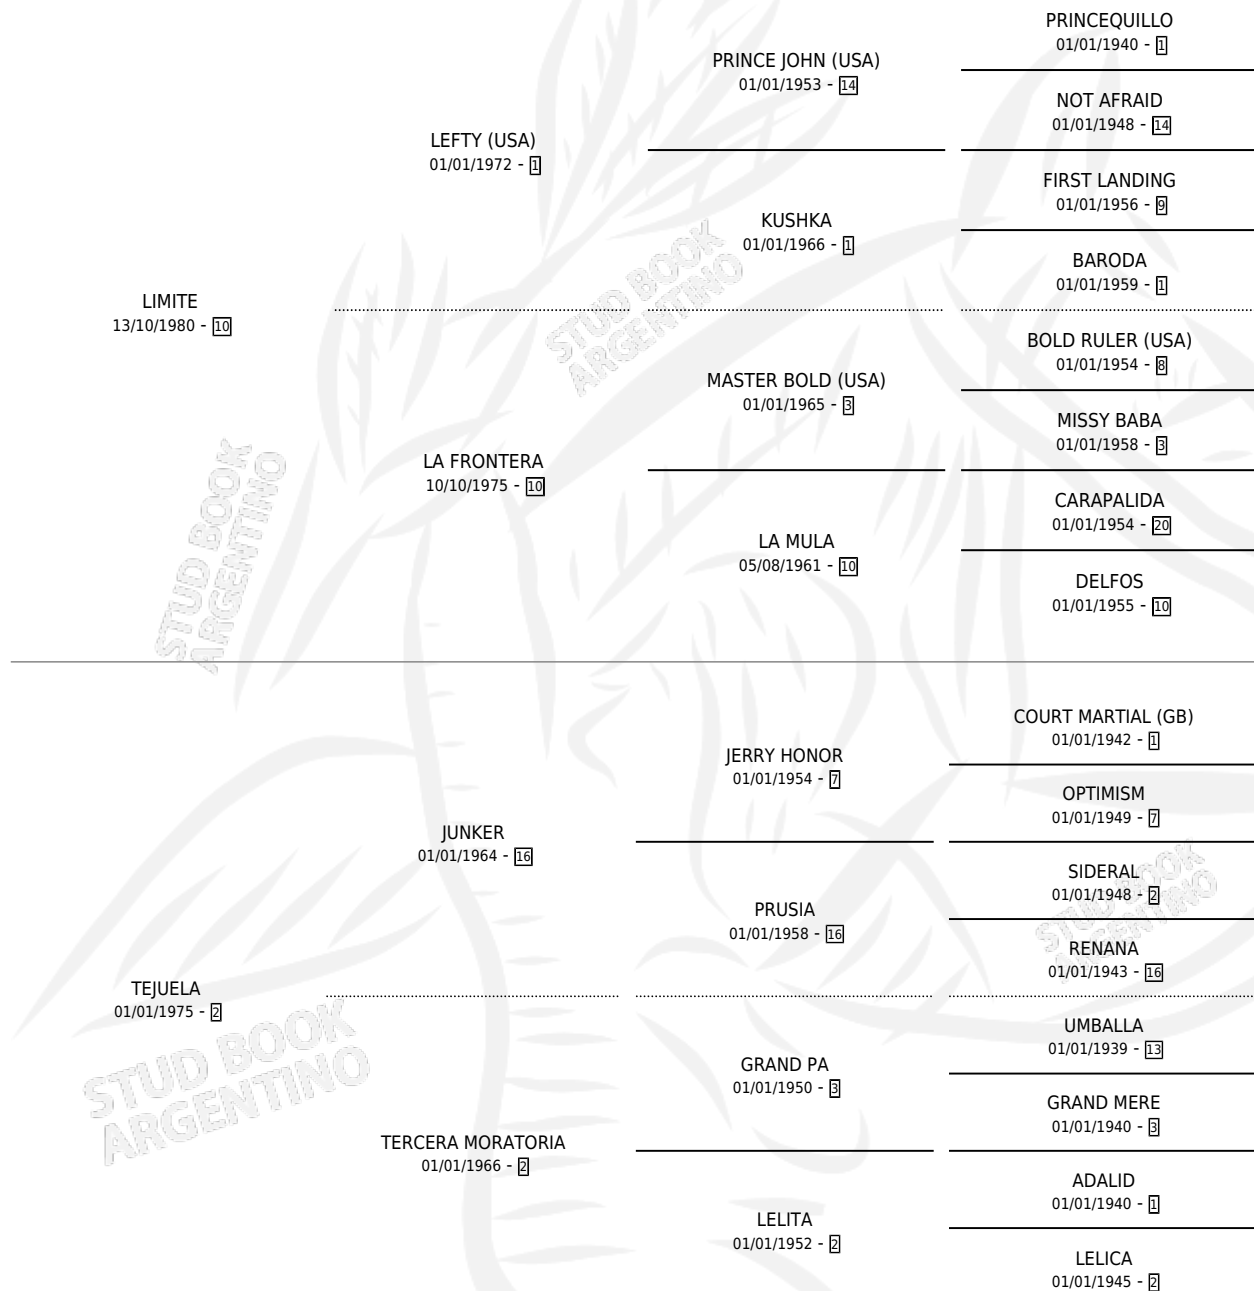 PRINCEQUILLO
01/01/1940 - 1
PRINCE JOHN (USA)
01/01/1953 - 14
NOT AFRAID
01/01/1948 - 14
LEFTY (USA)
01/01/1972 - 1
FIRST LANDING
01/01/1956 - 9
KUSHKA
01/01/1966 - 1
BARODA
01/01/1959 - 1
LIMITE
13/10/1980 - 10
BOLD RULER (USA)
01/01/1954 - 8
MASTER BOLD (USA)
01/01/1965 - 3
MISSY BABA
01/01/1958 - 3
LA FRONTERA
10/10/1975 - 10
CARAPALIDA
01/01/1954 - 20
LA MULA
05/08/1961 - 10
DELFOS
01/01/1955 - 10
COURT MARTIAL (GB)
01/01/1942 - 1
JERRY HONOR
01/01/1954 - 7
OPTIMISM
01/01/1949 - 7
JUNKER
01/01/1964 - 16
SIDERAL
01/01/1948 - 2
PRUSIA
01/01/1958 - 16
RENANA
01/01/1943 - 16
TEJUELA
01/01/1975 - 2
UMBALLA
01/01/1939 - 13
GRAND PA
01/01/1950 - 3
GRAND MERE
01/01/1940 - 3
TERCERA MORATORIA
01/01/1966 - 2
ADALID
01/01/1940 - 1
LELITA
01/01/1952 - 2
LELICA
01/01/1945 - 2
STUD BOOK
ARGENTINO
STUD BOOK
ARGENTINO
STUD BOOK
ARGENTINO
STUD BOOK
ARGENTINO